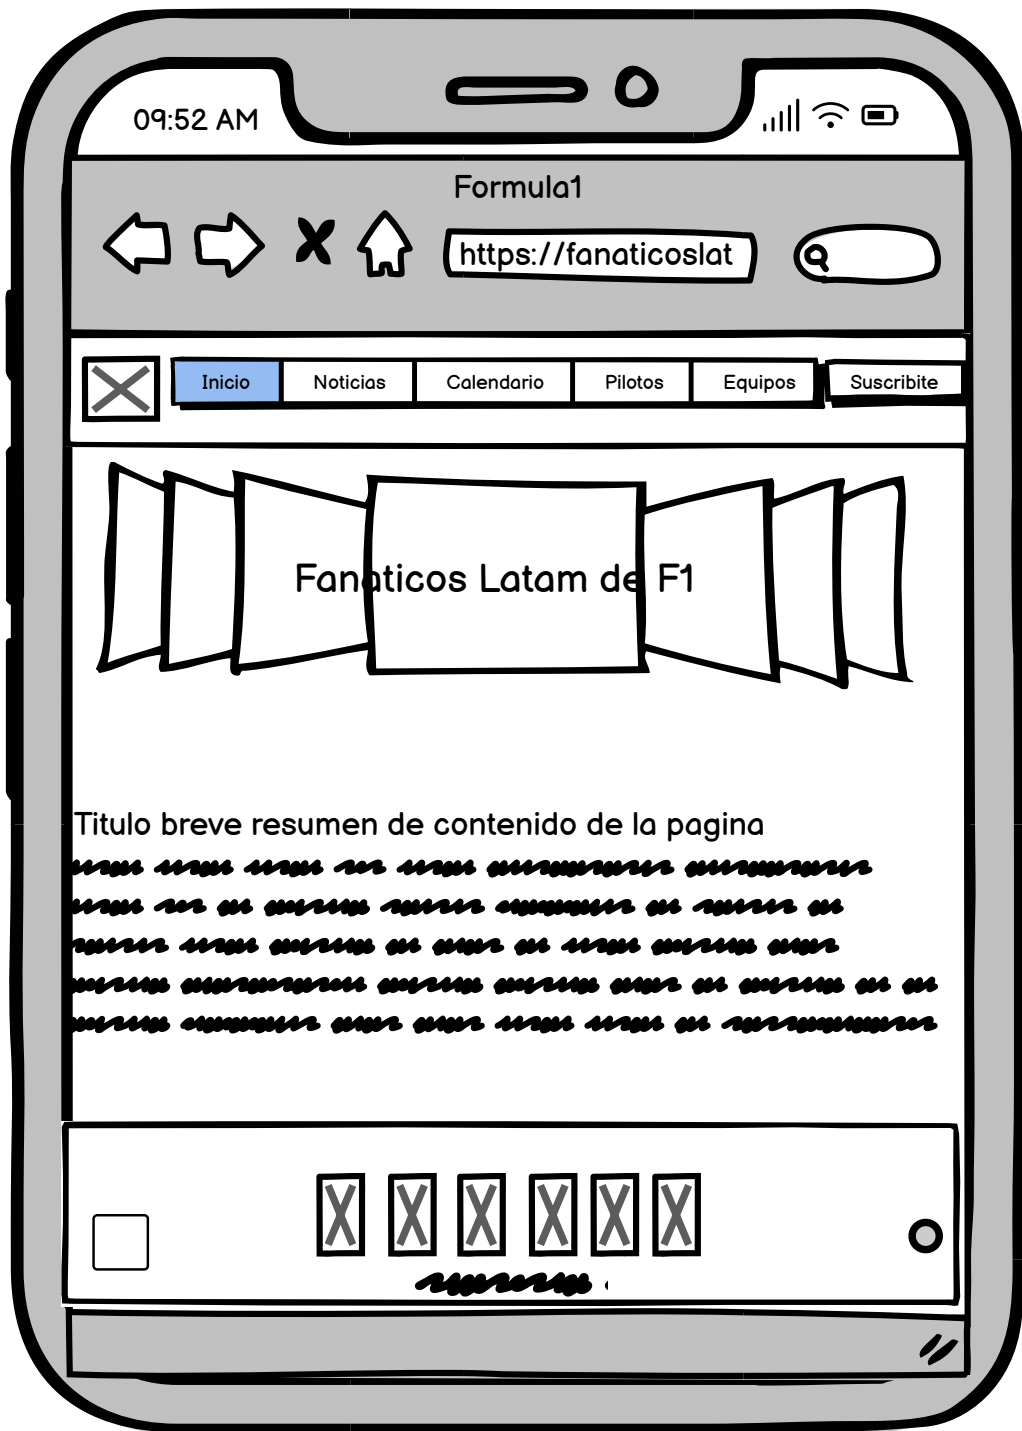 09:52 AM
Formula1
https://fanaticoslat
Inicio Noticias Calendario Pilotos Equipos Suscribite
Fanaticos Latam de F1
Titulo breve resumen de contenido de la pagina